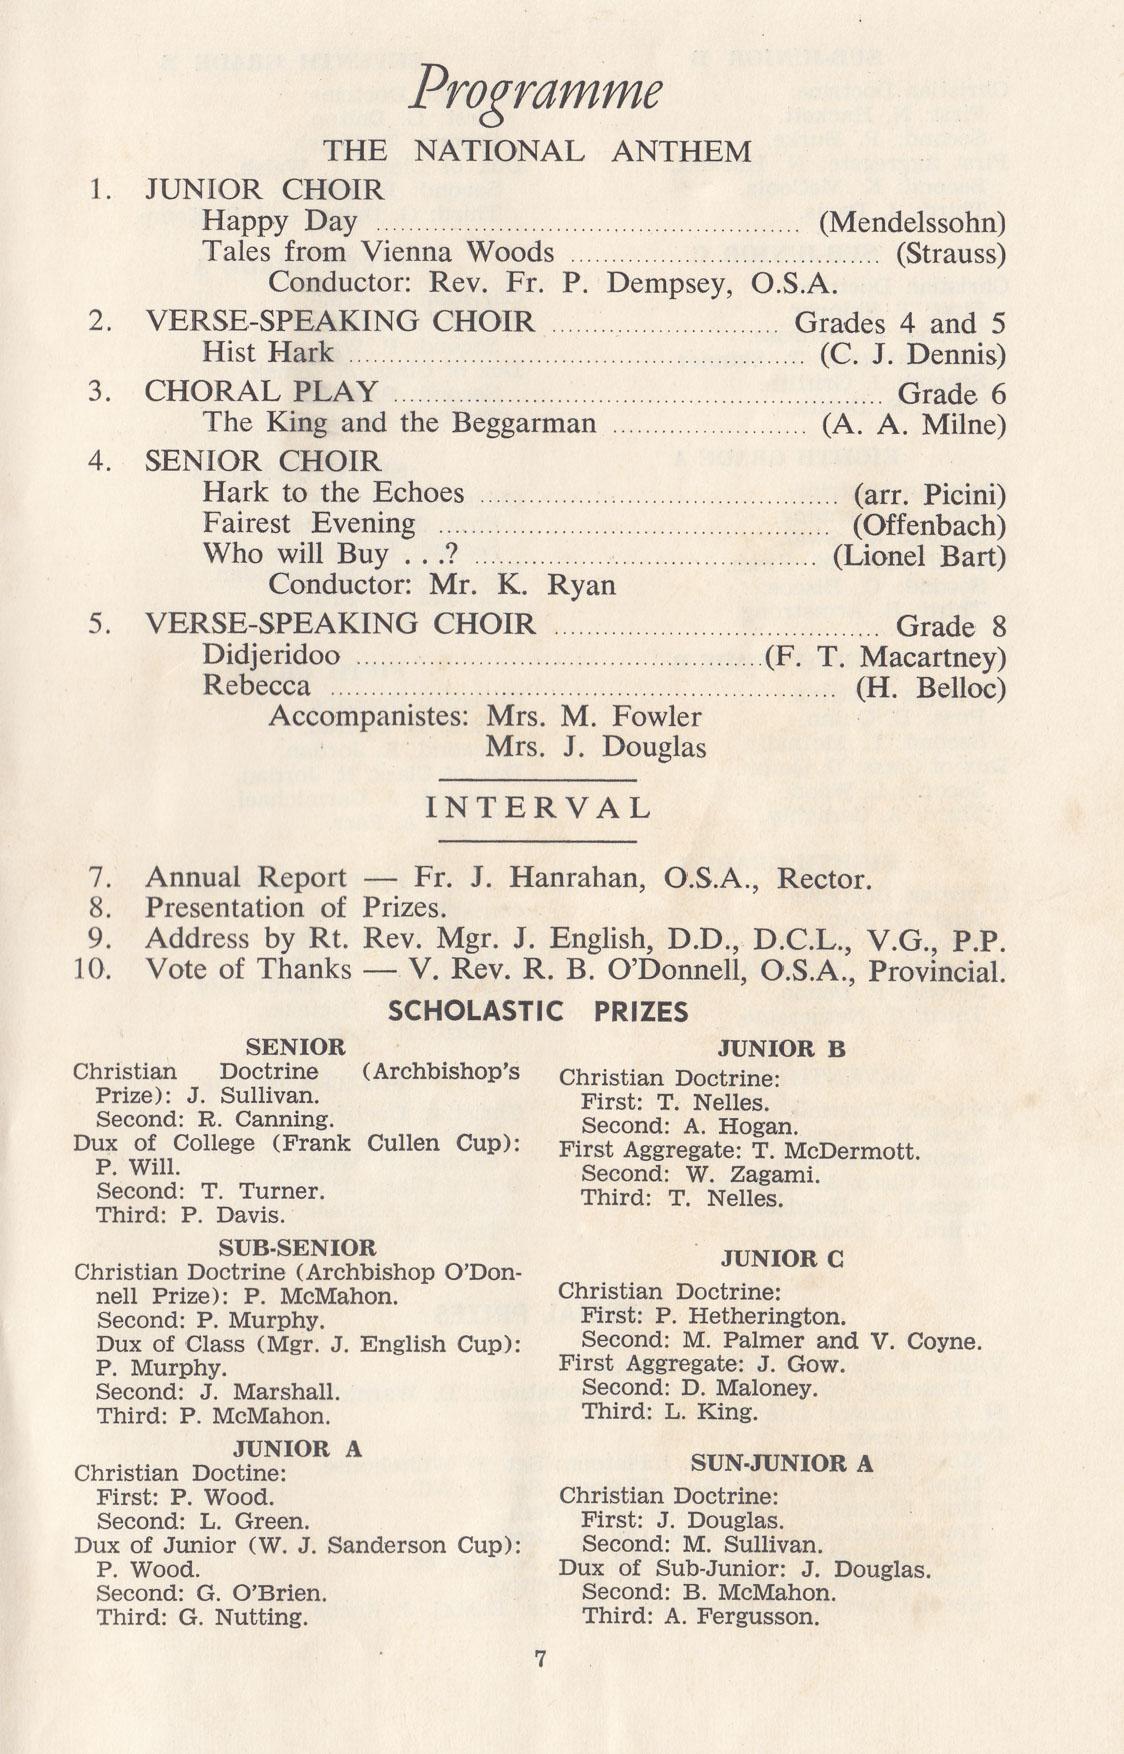 Programme
THE NATIONAL ANTHEM
1. JUNIOR CHOIR
Happy Day ........ (Mendelssohn)
Tales from Vienna Woods ........ (Strauss)
Conductor: Rev. Fr. P. Dempsey, O.S.A.
2. VERSE-SPEAKING CHOIR ........ Grades 4 and 5
Hist Hark ........ (C. J. Dennis)
3. CHORAL PLAY ........ Grade 6
The King and the Beggarman ........ (A. A. Milne)
4. SENIOR CHOIR
Hark to the Echoes ........ (arr. Picini)
Fairest Evening ........ (Offenbach)
Who will Buy . . .? ........ (Lionel Bart)
Conductor: Mr. K. Ryan
5. VERSE-SPEAKING CHOIR ........ Grade 8
Didjeridoo ........ (F. T. Macartney)
Rebecca ........ (H. Belloc)
Accompanistes: Mrs. M. Fowler
Mrs. J. Douglas
INTERVAL
7. Annual Report — Fr. J. Hanrahan, O.S.A., Rector.
8. Presentation of Prizes.
9. Address by Rt. Rev. Mgr. J. English, D.D., D.C.L., V.G., P.P.
10. Vote of Thanks — V. Rev. R. B. O'Donnell, O.S.A., Provincial.
SCHOLASTIC PRIZES
SENIOR
Christian Doctrine (Archbishop's
Prize): J. Sullivan.
Second: R. Canning.
Dux of College (Frank Cullen Cup):
P. Will.
Second: T. Turner.
Third: P. Davis.
SUB-SENIOR
Christian Doctrine (Archbishop O'Don-
nell Prize): P. McMahon.
Second: P. Murphy.
Dux of Class (Mgr. J. English Cup):
P. Murphy.
Second: J. Marshall.
Third: P. McMahon.
JUNIOR A
Christian Doctine:
First: P. Wood.
Second: L. Green.
Dux of Junior (W. J. Sanderson Cup):
P. Wood.
Second: G. O'Brien.
Third: G. Nutting.
JUNIOR B
Christian Doctrine:
First: T. Nelles.
Second: A. Hogan.
First Aggregate: T. McDermott.
Second: W. Zagami.
Third: T. Nelles.
JUNIOR C
Christian Doctrine:
First: P. Hetherington.
Second: M. Palmer and V. Coyne.
First Aggregate: J. Gow.
Second: D. Maloney.
Third: L. King.
SUN-JUNIOR A
Christian Doctrine:
First: J. Douglas.
Second: M. Sullivan.
Dux of Sub-Junior: J. Douglas.
Second: B. McMahon.
Third: A. Fergusson.
7